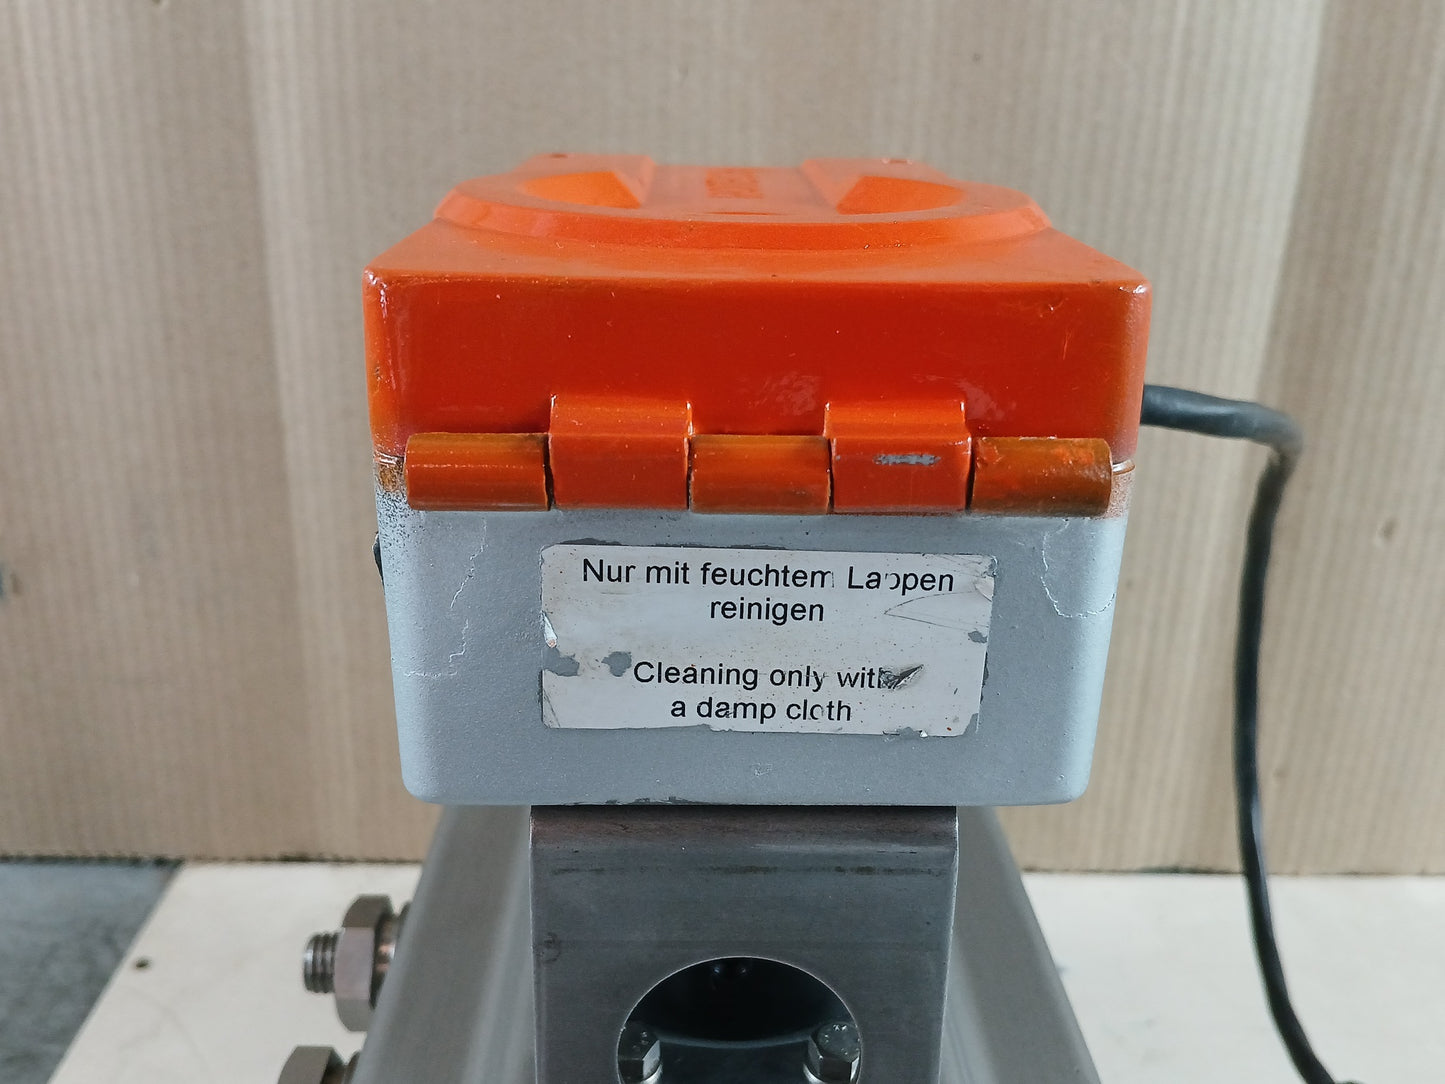 Nur mit feuchtem Lappen
reinigen
Cleaning only with
a damp cloth